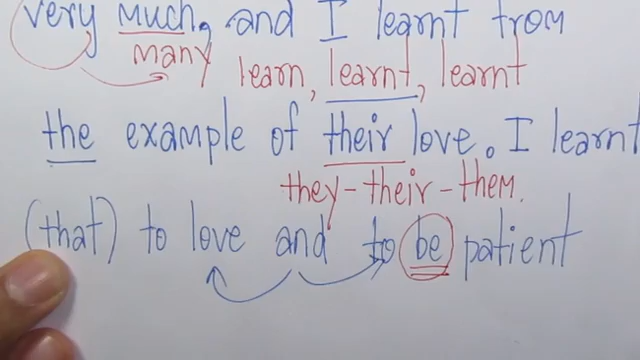 very much, and I learnt from
many learn, learnt, learnt
the example of their love. I learnt
they-their-them.
(that) to love and to be patient